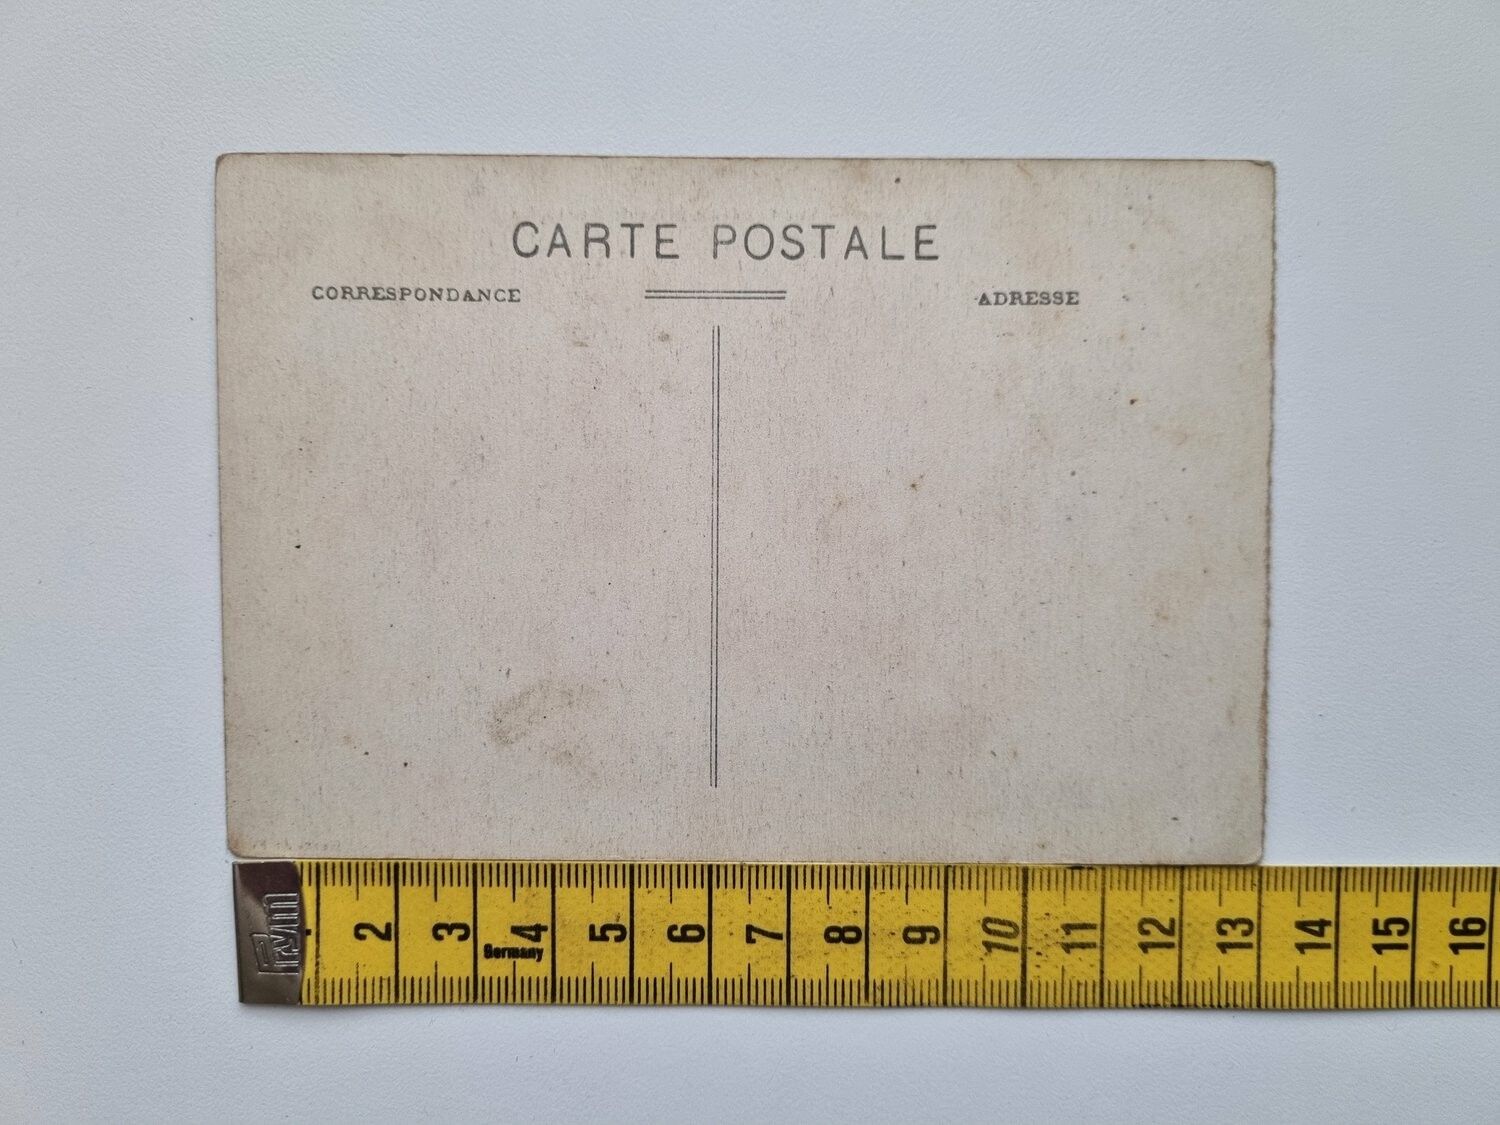 CARTE POSTALE
CORRESPONDANCE
ADRESSE
Prym
2 3 4 5 6 7 8 9 10 11 12 13 14 15 16
Germany